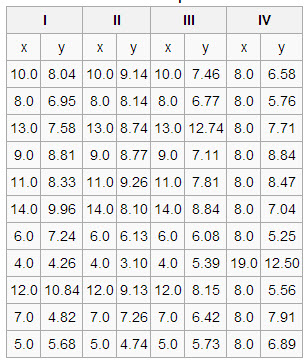 I II III IV
x y x y x y x y
10.0 8.04 10.0 9.14 10.0 7.46 8.0 6.58
8.0 6.95 8.0 8.14 8.0 6.77 8.0 5.76
13.0 7.58 13.0 8.74 13.0 12.74 8.0 7.71
9.0 8.81 9.0 8.77 9.0 7.11 8.0 8.84
11.0 8.33 11.0 9.26 11.0 7.81 8.0 8.47
14.0 9.96 14.0 8.10 14.0 8.84 8.0 7.04
6.0 7.24 6.0 6.13 6.0 6.08 8.0 5.25
4.0 4.26 4.0 3.10 4.0 5.39 19.0 12.50
12.0 10.84 12.0 9.13 12.0 8.15 8.0 5.56
7.0 4.82 7.0 7.26 7.0 6.42 8.0 7.91
5.0 5.68 5.0 4.74 5.0 5.73 8.0 6.89